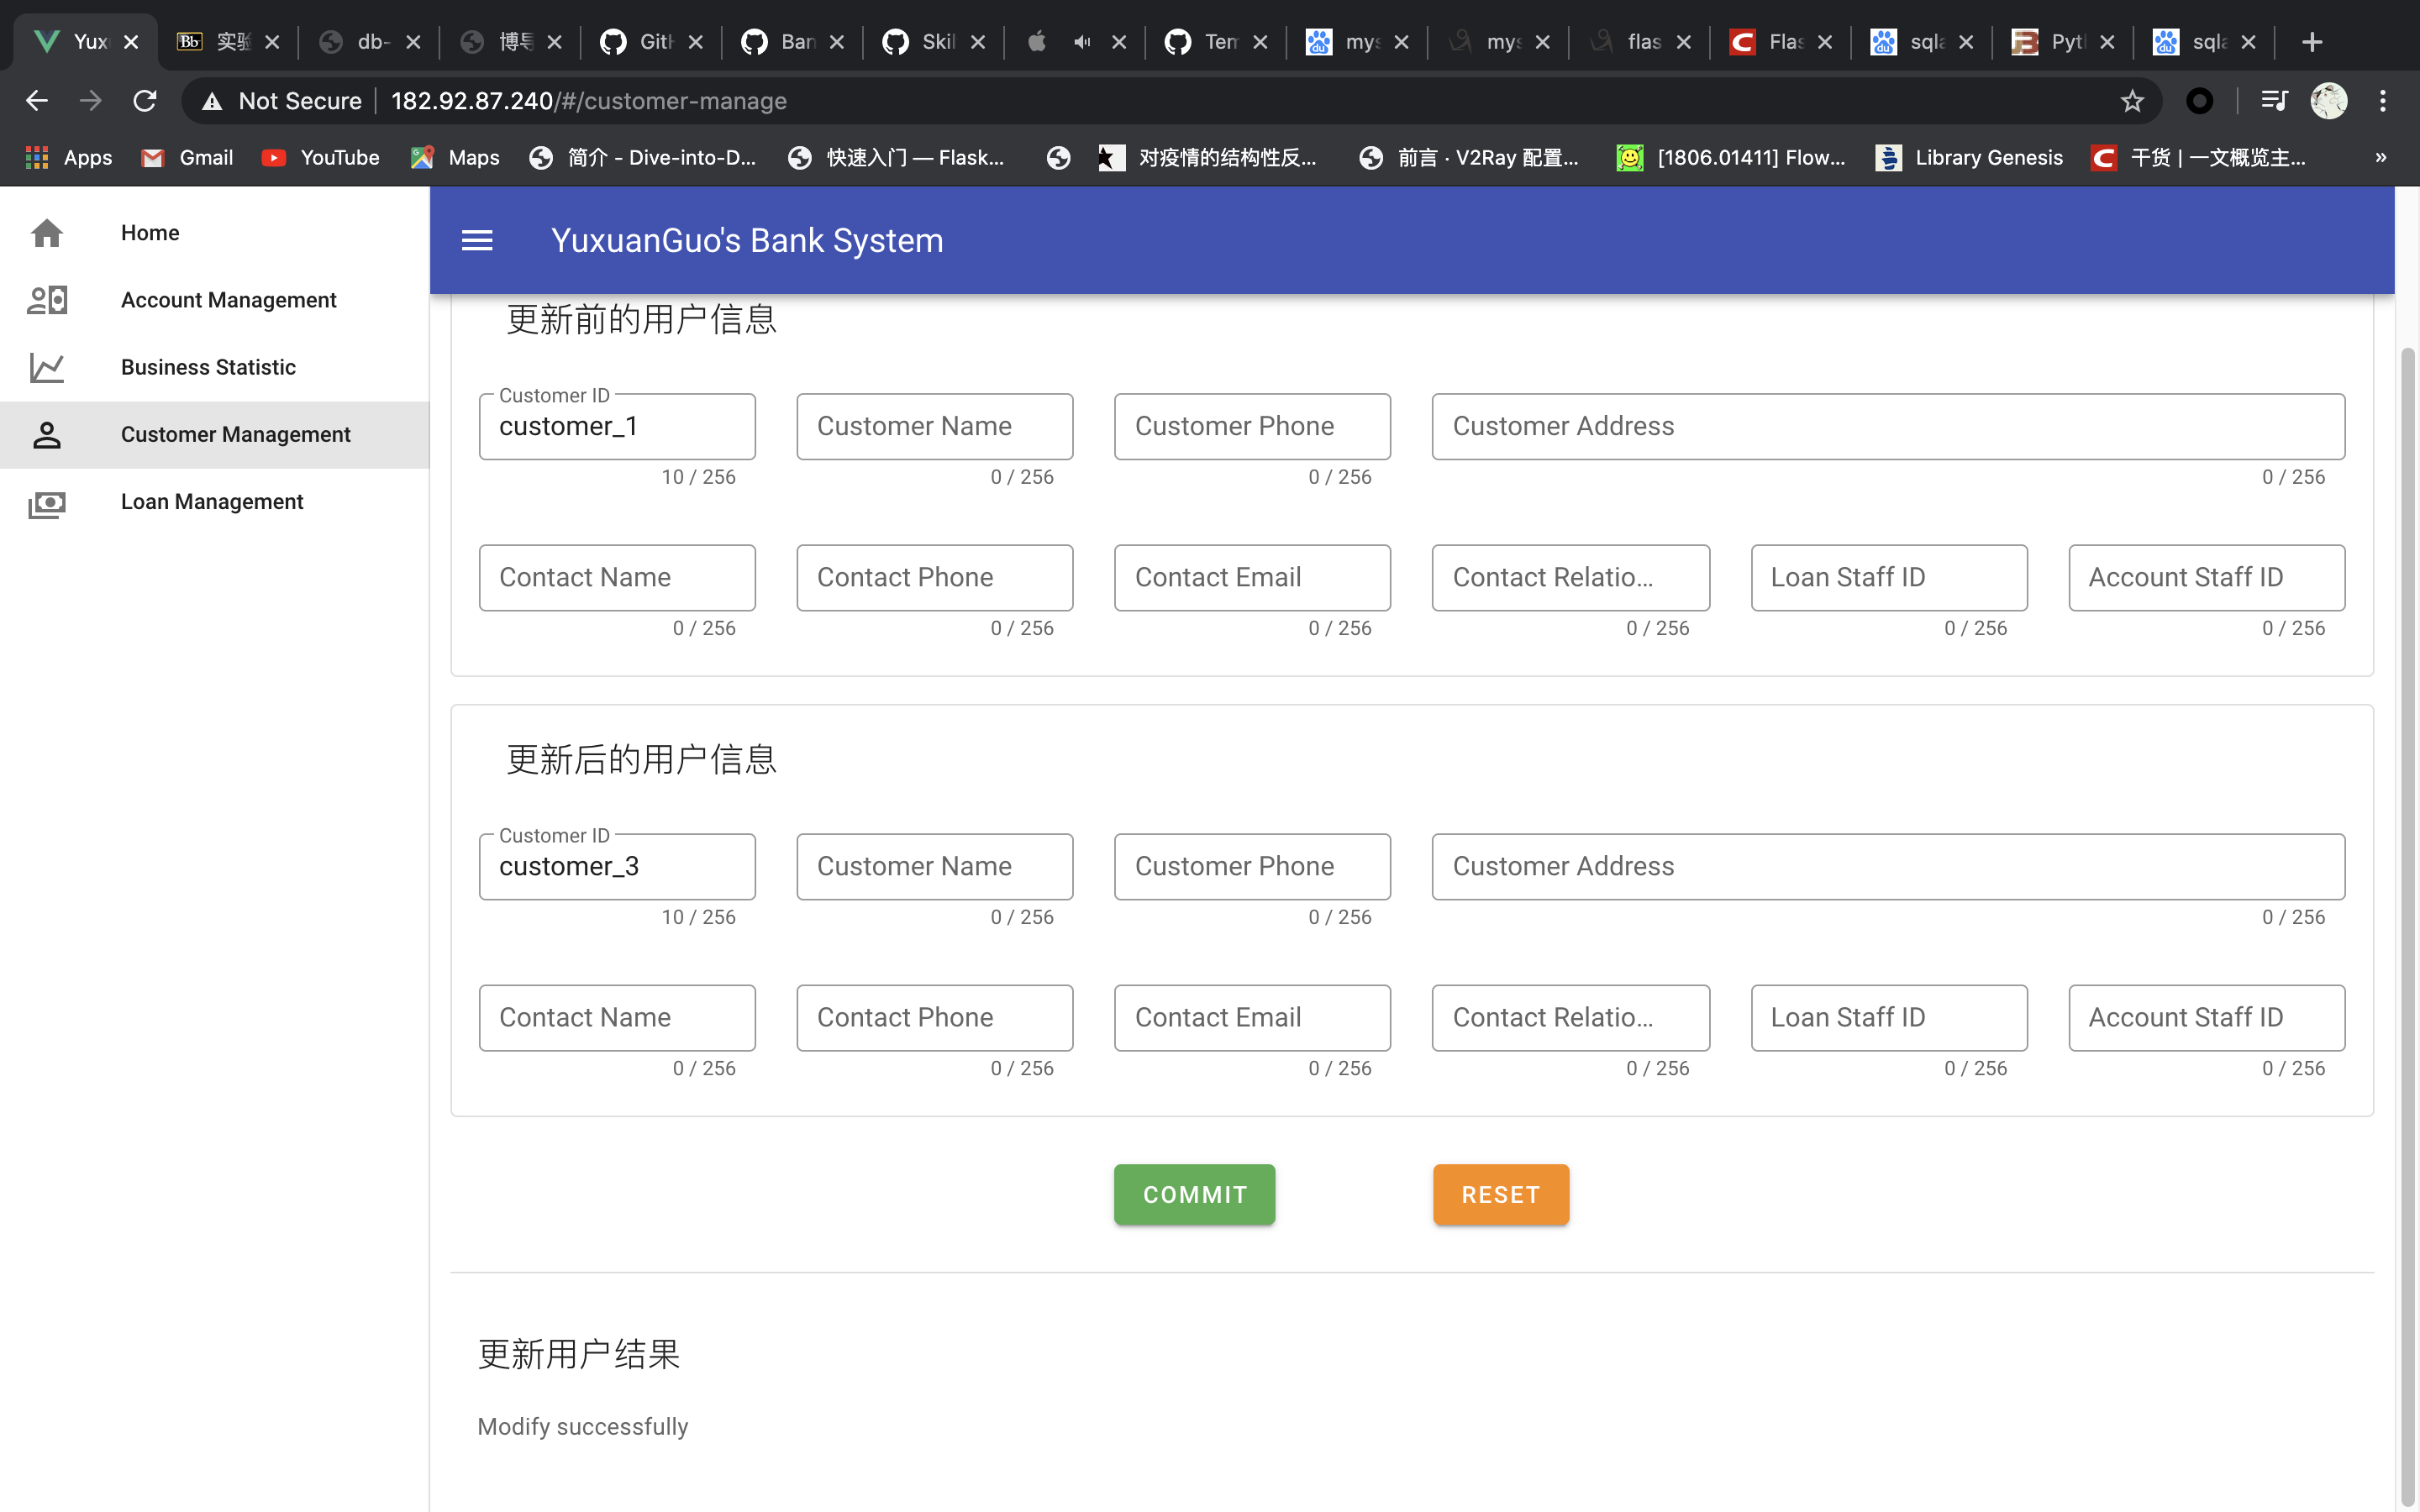 Yux 实验 db- 博导 Gith Ban Skil Tem mys mys flas Flas sqla Pyth sqla
Not Secure 182.92.87.240/#/customer-manage
Apps Gmail YouTube Maps 简介 - Dive-into-D... 快速入门 — Flask... 对疫情的结构性反... 前言 · V2Ray 配置... [1806.01411] Flow... Library Genesis 干货 | 一文概览主... »
Home
Account Management
Business Statistic
Customer Management
Loan Management
YuxuanGuo's Bank System
更新前的用户信息
Customer ID
customer_1 Customer Name Customer Phone Customer Address
10 / 256 0 / 256 0 / 256 0 / 256
Contact Name Contact Phone Contact Email Contact Relatio... Loan Staff ID Account Staff ID
0 / 256 0 / 256 0 / 256 0 / 256 0 / 256 0 / 256
更新后的用户信息
Customer ID
customer_3 Customer Name Customer Phone Customer Address
10 / 256 0 / 256 0 / 256 0 / 256
Contact Name Contact Phone Contact Email Contact Relatio... Loan Staff ID Account Staff ID
0 / 256 0 / 256 0 / 256 0 / 256 0 / 256 0 / 256
COMMIT RESET
更新用户结果
Modify successfully